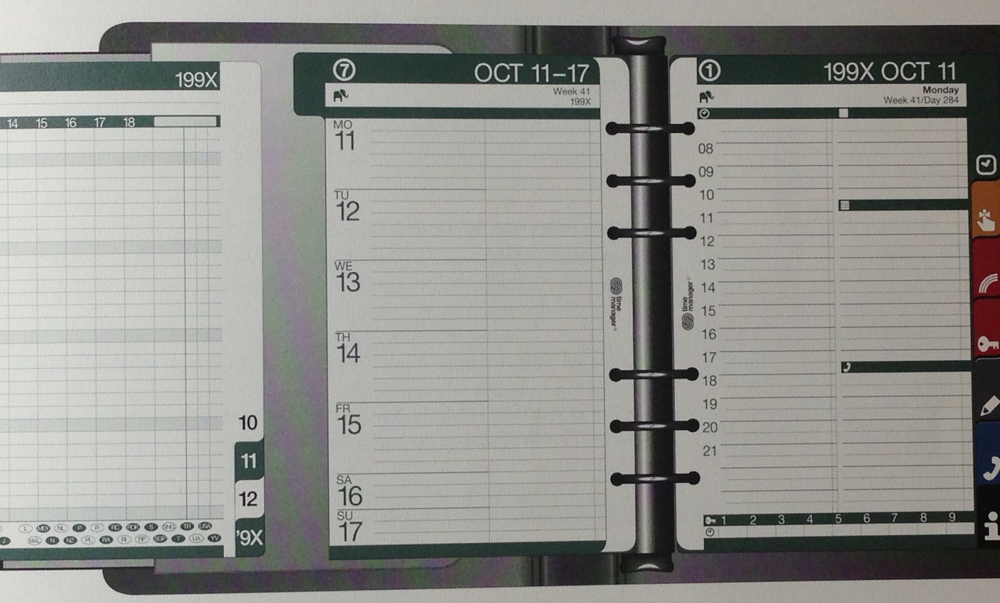 199X
14 15 16 17 18
10
11
12
'9X
L MEX NL P R RC ROK S SNG TR USA
J MAL N NZ PL RA RI RP SGP T UA YV
7 OCT 11–17
Week 41
199X
MO
11
TU
12
WE
13
TH
14
FR
15
SA
16
SU
17
time
manager®
time
manager®
1 199X OCT 11
Monday
Week 41/Day 284
08
09
10
11
12
13
14
15
16
17
18
19
20
21
1 2 3 4 5 6 7 8 9
i